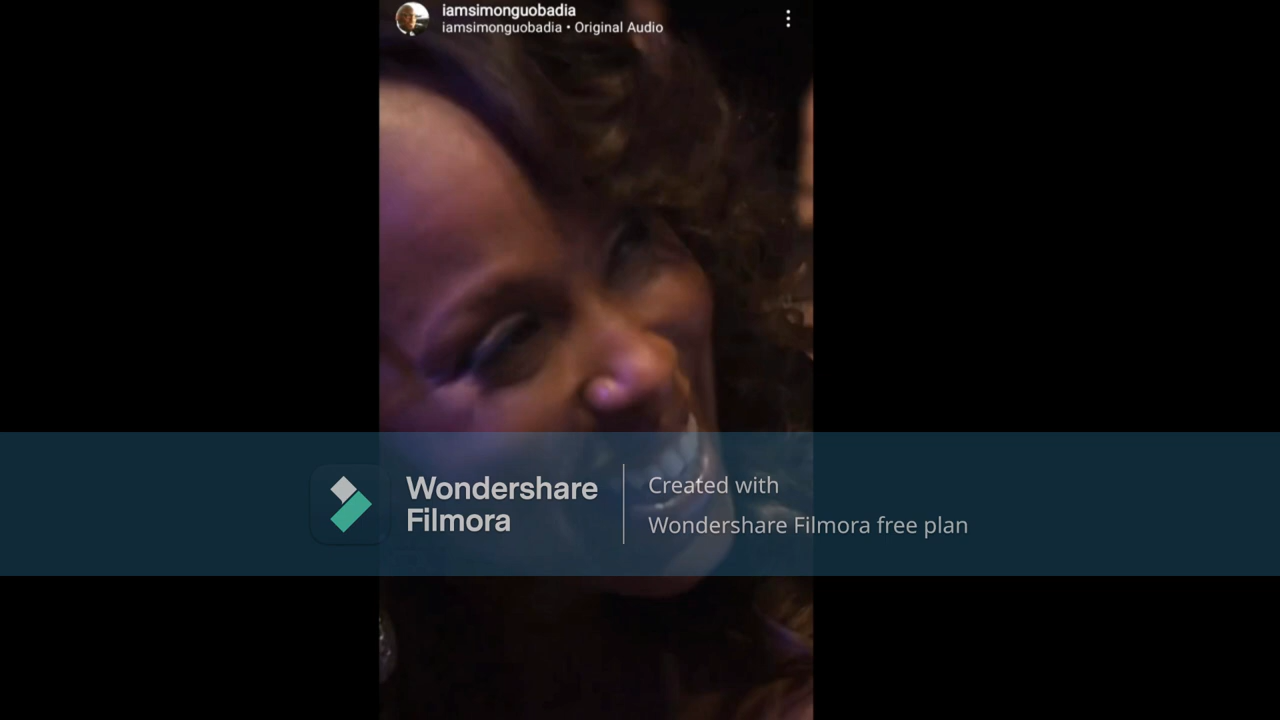 iamsimonguobadia
iamsimonguobadia • Original Audio
Wondershare
Filmora
Created with
Wondershare Filmora free plan